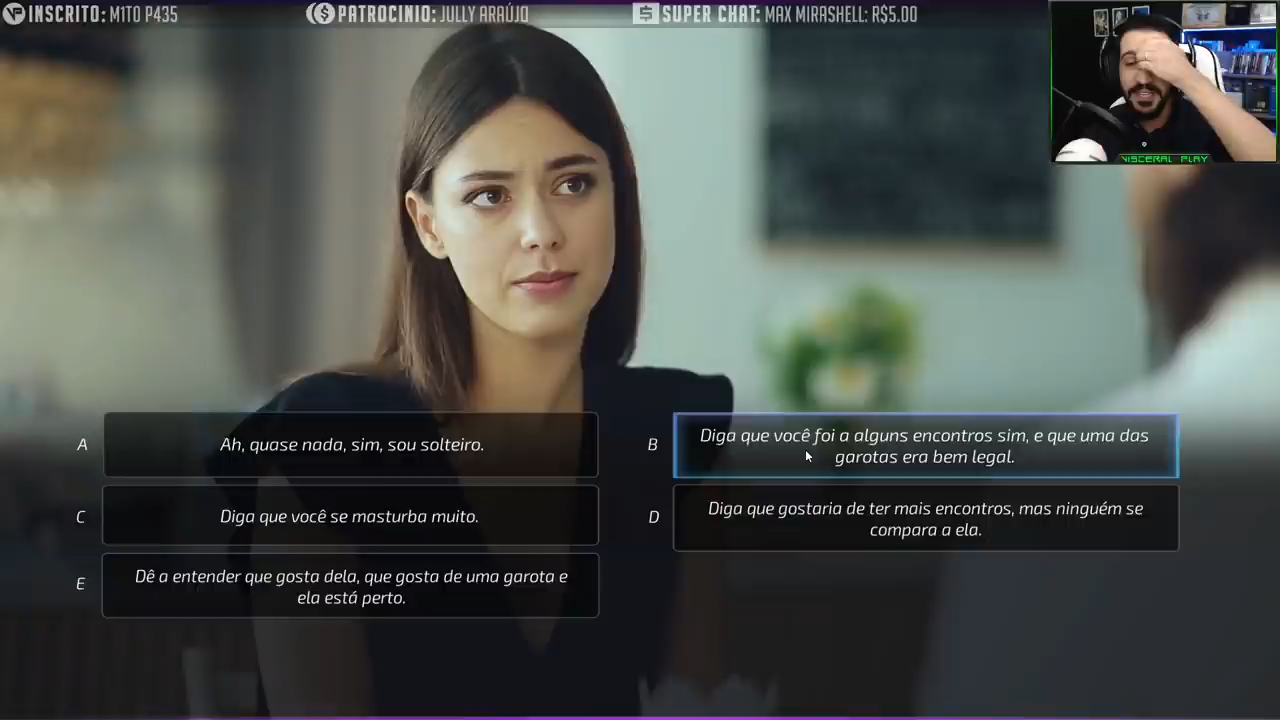 INSCRITO: M1TO P435
PATROCINIO: JULLY ARAÚJO
SUPER CHAT: MAX MIRASHELL: R$5.00
VISCERAL PLAY
A
Ah, quase nada, sim, sou solteiro.
B
Diga que você foi a alguns encontros sim, e que uma das
garotas era bem legal.
C
Diga que você se masturba muito.
D
Diga que gostaria de ter mais encontros, mas ninguém se
compara a ela.
E
Dê a entender que gosta dela, que gosta de uma garota e
ela está perto.